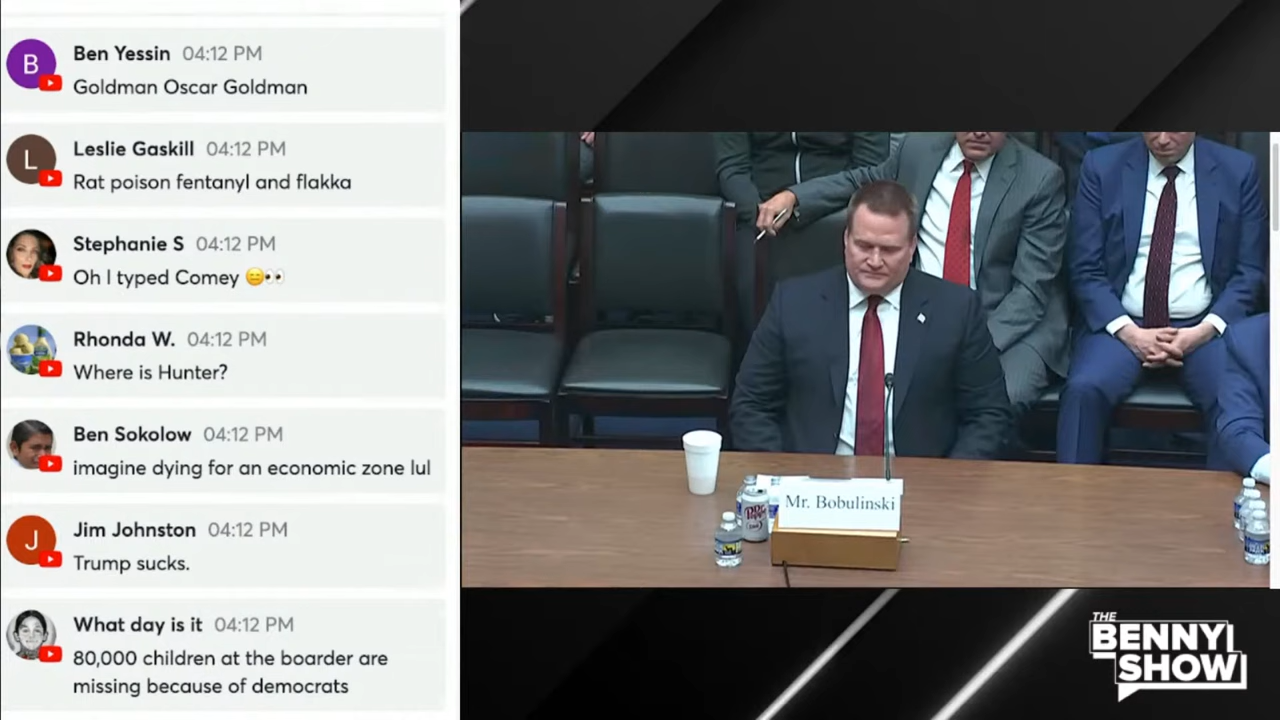 B
Ben Yessin 04:12 PM
Goldman Oscar Goldman
L
Leslie Gaskill 04:12 PM
Rat poison fentanyl and flakka
Stephanie S 04:12 PM
Oh I typed Comey 😑👀
Rhonda W. 04:12 PM
Where is Hunter?
Ben Sokolow 04:12 PM
imagine dying for an economic zone lul
J
Jim Johnston 04:12 PM
Trump sucks.
What day is it 04:12 PM
80,000 children at the boarder are
missing because of democrats
Mr. Bobulinski
THE
BENNY
SHOW